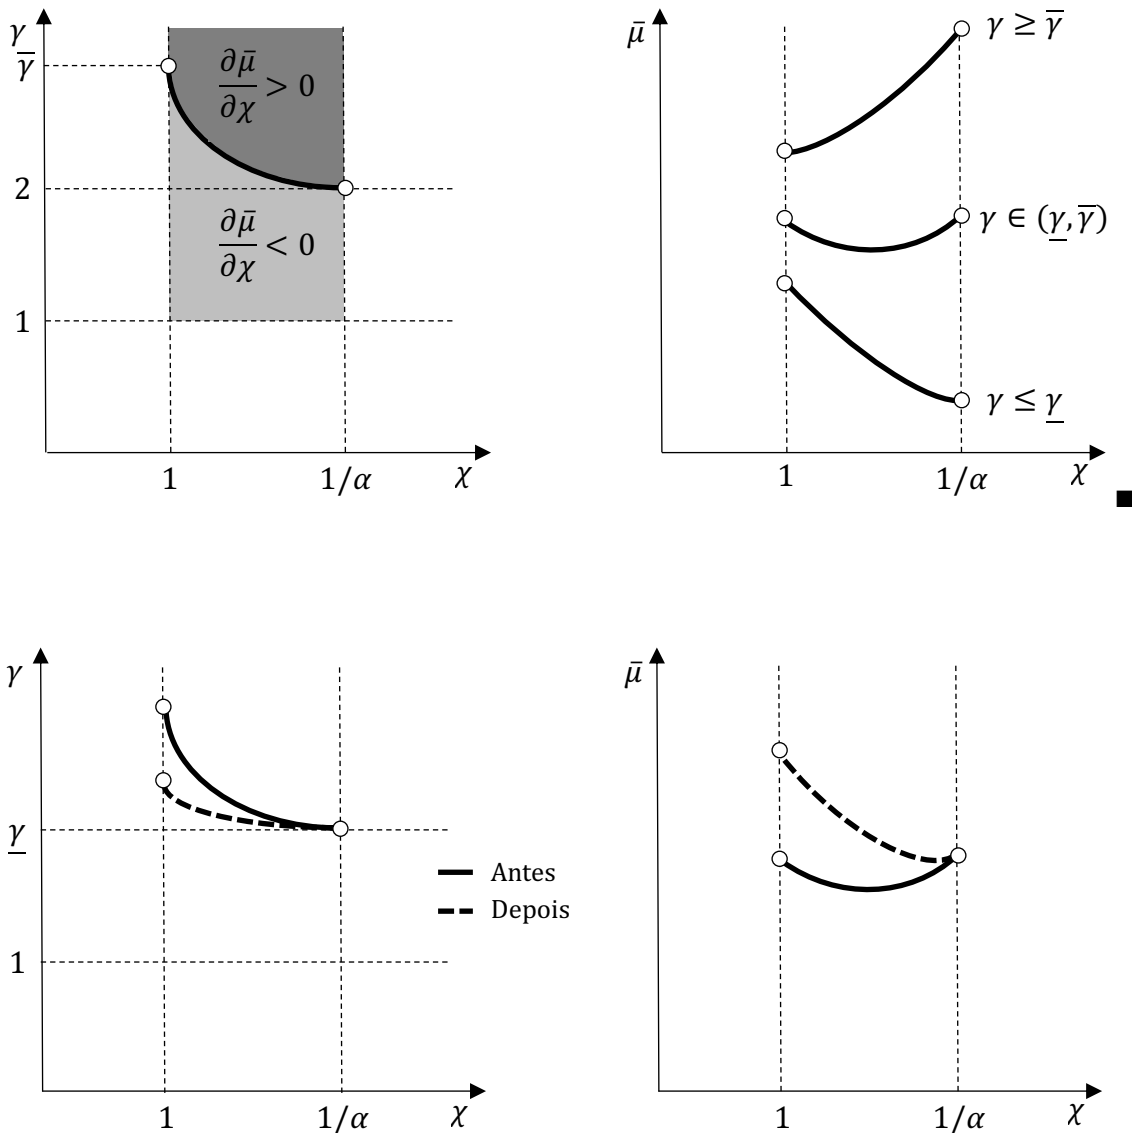 γ
γ̅
∂μ̄/∂χ > 0
2
∂μ̄/∂χ < 0
1
1
1/α
χ
μ̄
γ ≥ γ̅
γ ∈ (γ̲, γ̅)
γ ≤ γ̲
1
1/α
χ
γ
γ̲
1
1
1/α
χ
Antes
Depois
μ̄
1
1/α
χ